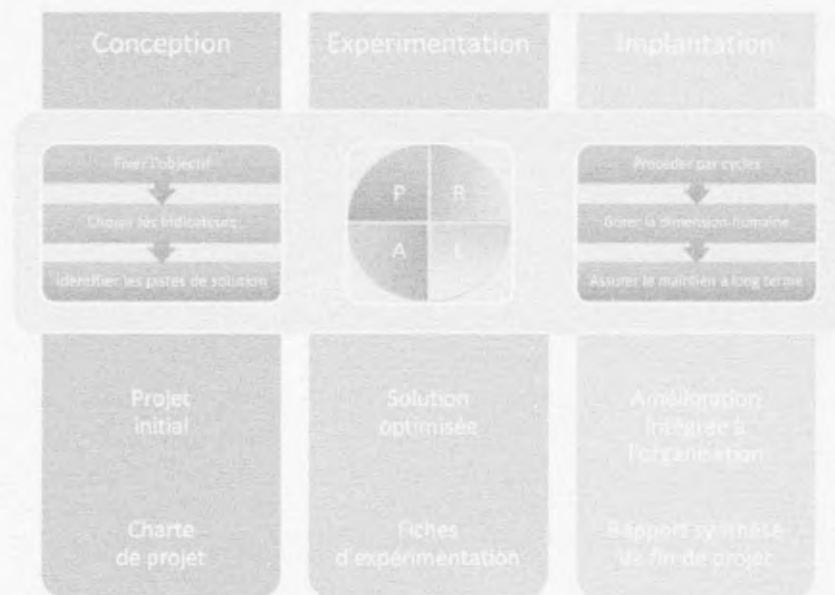 Conception
Expérimentation
Implantation
Fixer l'objectif
Choisir les indicateurs
Identifier les pistes de solution
P R
A É
Procéder par cycles
Gérer la dimension humaine
Assurer le maintien à long terme
Projet
initial
Solution
optimisée
Amélioration
intégrée à
l'organisation
Charte
de projet
Fiches
d'expérimentation
Rapport synthèse
de fin de projet